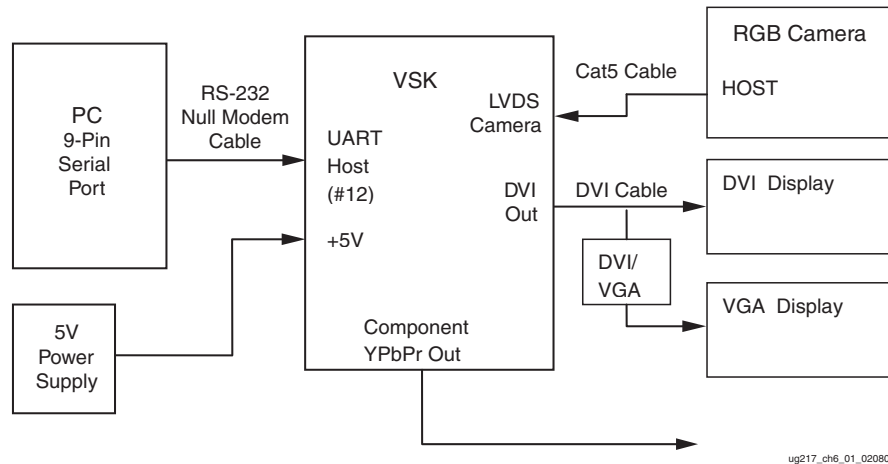 PC
9-Pin
Serial
Port
RS-232
Null Modem
Cable
VSK
UART
Host
(#12)
+5V
LVDS
Camera
DVI
Out
Component
YPbPr Out
5V
Power
Supply
Cat5 Cable
RGB Camera
HOST
DVI Cable
DVI Display
DVI/
VGA
VGA Display
ug217_ch6_01_02080